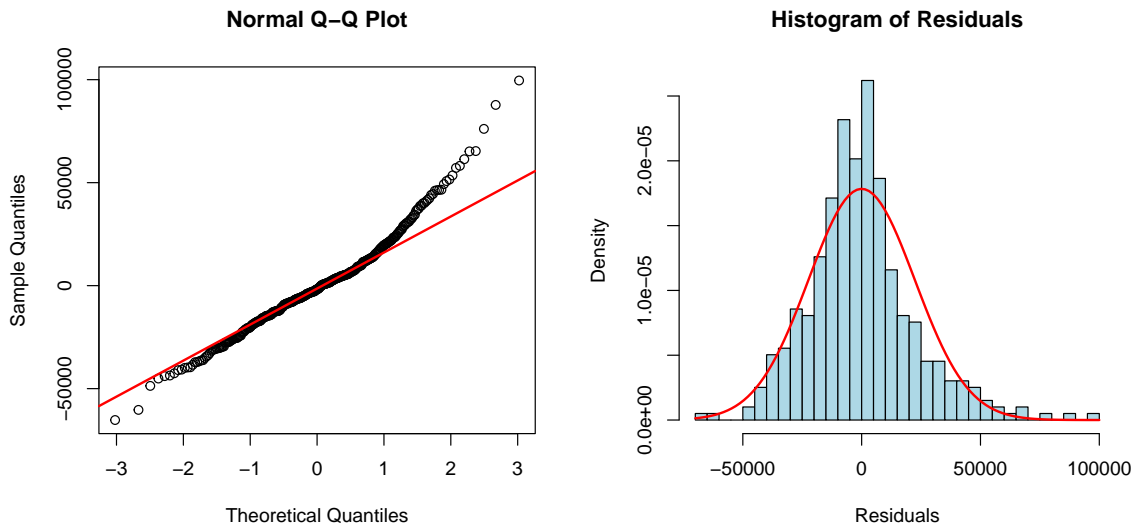 Normal Q−Q Plot
Sample Quantiles
100000
50000
0
−50000
−3 −2 −1 0 1 2 3
Theoretical Quantiles
Histogram of Residuals
Density
2.0e−05
1.0e−05
0.0e+00
−50000 0 50000 100000
Residuals